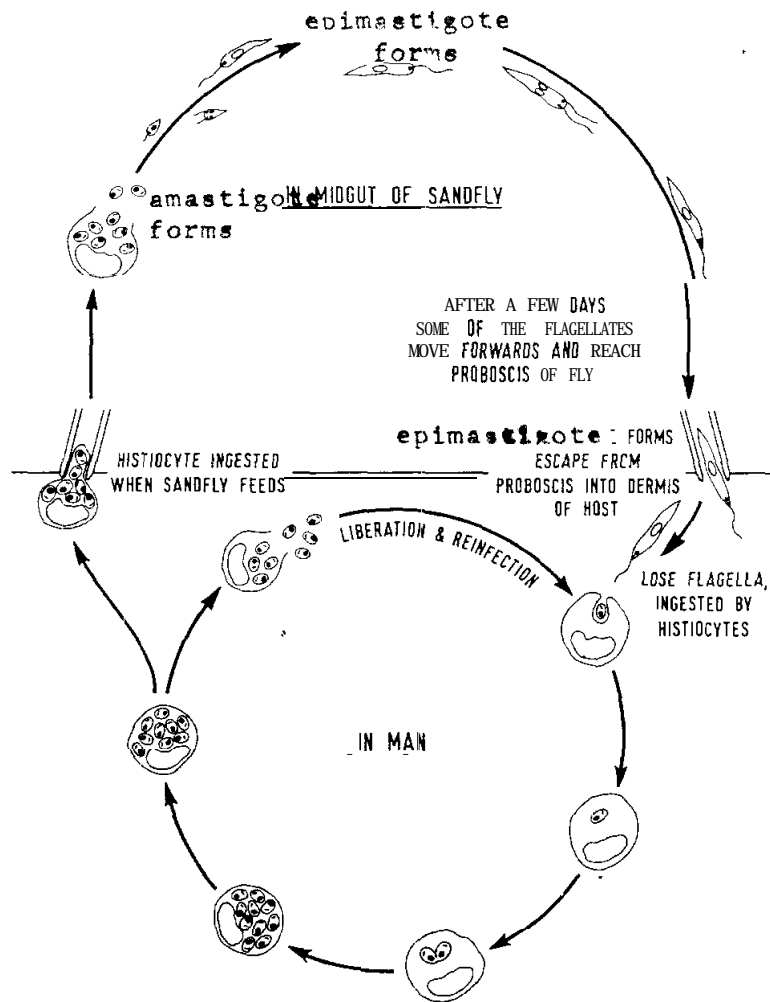 epimastigote
forms
amastigote
forms
IN MIDGUT OF SANDFLY
AFTER A FEW DAYS
SOME OF THE FLAGELLATES
MOVE FORWARDS AND REACH
PROBOSCIS OF FLY
HISTIOCYTE INGESTED
WHEN SANDFLY FEEDS
epimastigote FORMS
ESCAPE FROM
PROBOSCIS INTO DERMIS
OF HOST
LIBERATION & REINFECTION
LOSE FLAGELLA,
INGESTED BY
HISTIOCYTES
IN MAN